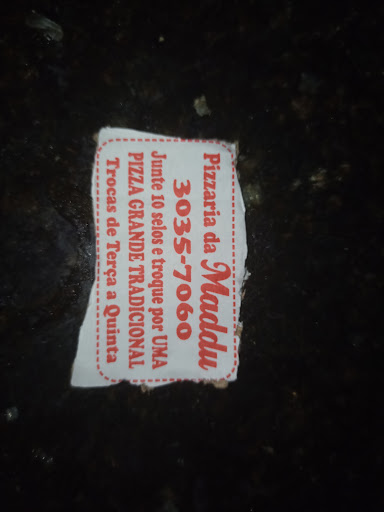 Pizzaria da Maddu
3035-7060
Junte 10 selos e troque por UMA
PIZZA GRANDE TRADICIONAL
Trocas de Terça a Quinta